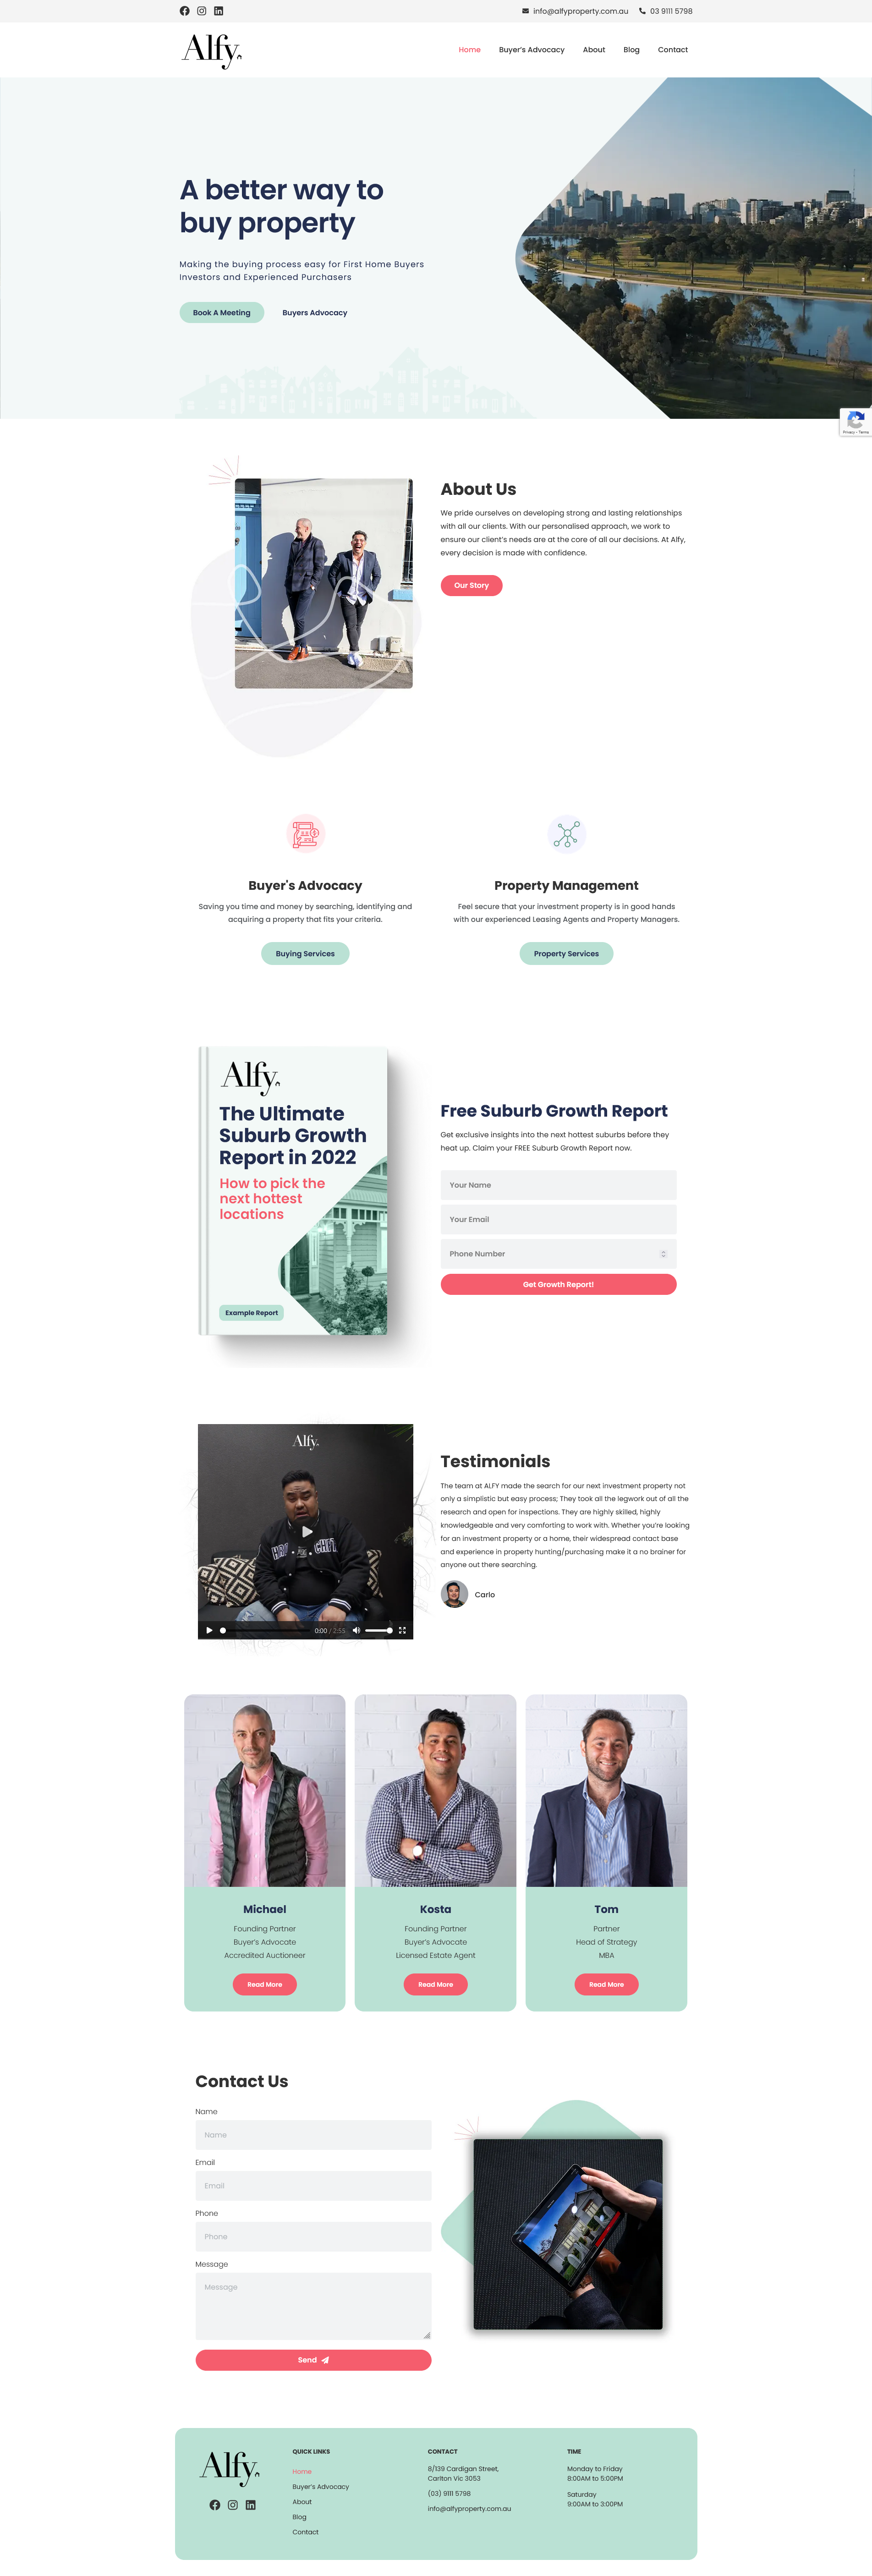 info@alfyproperty.com.au
03 9111 5798
Alfy.
Home
Buyer's Advocacy
About
Blog
Contact
A better way to
buy property
Making the buying process easy for First Home Buyers
Investors and Experienced Purchasers
Book A Meeting
Buyers Advocacy
Privacy - Terms
About Us
We pride ourselves on developing strong and lasting relationships
with all our clients. With our personalised approach, we work to
ensure our client's needs are at the core of all our decisions. At Alfy,
every decision is made with confidence.
Our Story
Buyer's Advocacy
Saving you time and money by searching, identifying and
acquiring a property that fits your criteria.
Buying Services
Property Management
Feel secure that your investment property is in good hands
with our experienced Leasing Agents and Property Managers.
Property Services
Alfy.
The Ultimate
Suburb Growth
Report in 2022
How to pick the
next hottest
locations
Example Report
Free Suburb Growth Report
Get exclusive insights into the next hottest suburbs before they
heat up. Claim your FREE Suburb Growth Report now.
Your Name
Your Email
Phone Number
Get Growth Report!
Alfy.
0:00 / 2:55
Testimonials
The team at ALFY made the search for our next investment property not
only a simplistic but easy process; They took all the legwork out of all the
research and open for inspections. They are highly skilled, highly
knowledgeable and very comforting to work with. Whether you're looking
for an investment property or a home, their widespread contact base
and experience in property hunting/purchasing make it a no brainer for
anyone out there searching.
Carlo
Michael
Founding Partner
Buyer's Advocate
Accredited Auctioneer
Read More
Kosta
Founding Partner
Buyer's Advocate
Licensed Estate Agent
Read More
Tom
Partner
Head of Strategy
MBA
Read More
Contact Us
Name
Name
Email
Email
Phone
Phone
Message
Message
Send
Alfy.
QUICK LINKS
Home
Buyer's Advocacy
About
Blog
Contact
CONTACT
8/139 Cardigan Street,
Carlton Vic 3053
(03) 9111 5798
info@alfyproperty.com.au
TIME
Monday to Friday
8:00AM to 5:00PM
Saturday
9:00AM to 3:00PM